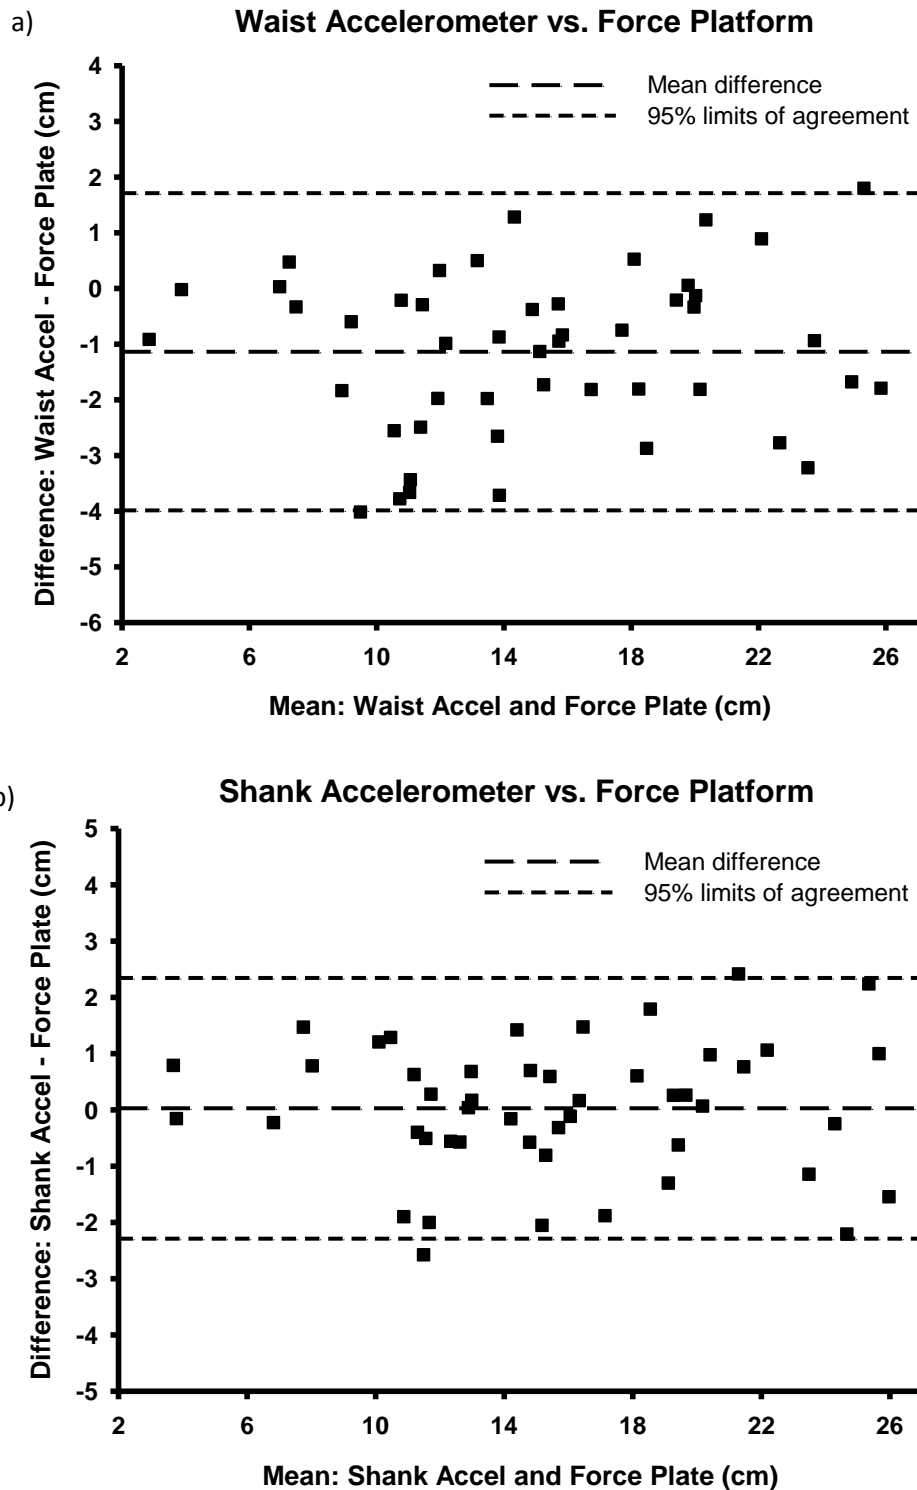 a)
Waist Accelerometer vs. Force Platform
Difference: Waist Accel - Force Plate (cm)
4
3
2
1
0
-1
-2
-3
-4
-5
-6
Mean difference
95% limits of agreement
2 6 10 14 18 22 26
Mean: Waist Accel and Force Plate (cm)
b)
Shank Accelerometer vs. Force Platform
Difference: Shank Accel - Force Plate (cm)
5
4
3
2
1
0
-1
-2
-3
-4
-5
Mean difference
95% limits of agreement
2 6 10 14 18 22 26
Mean: Shank Accel and Force Plate (cm)